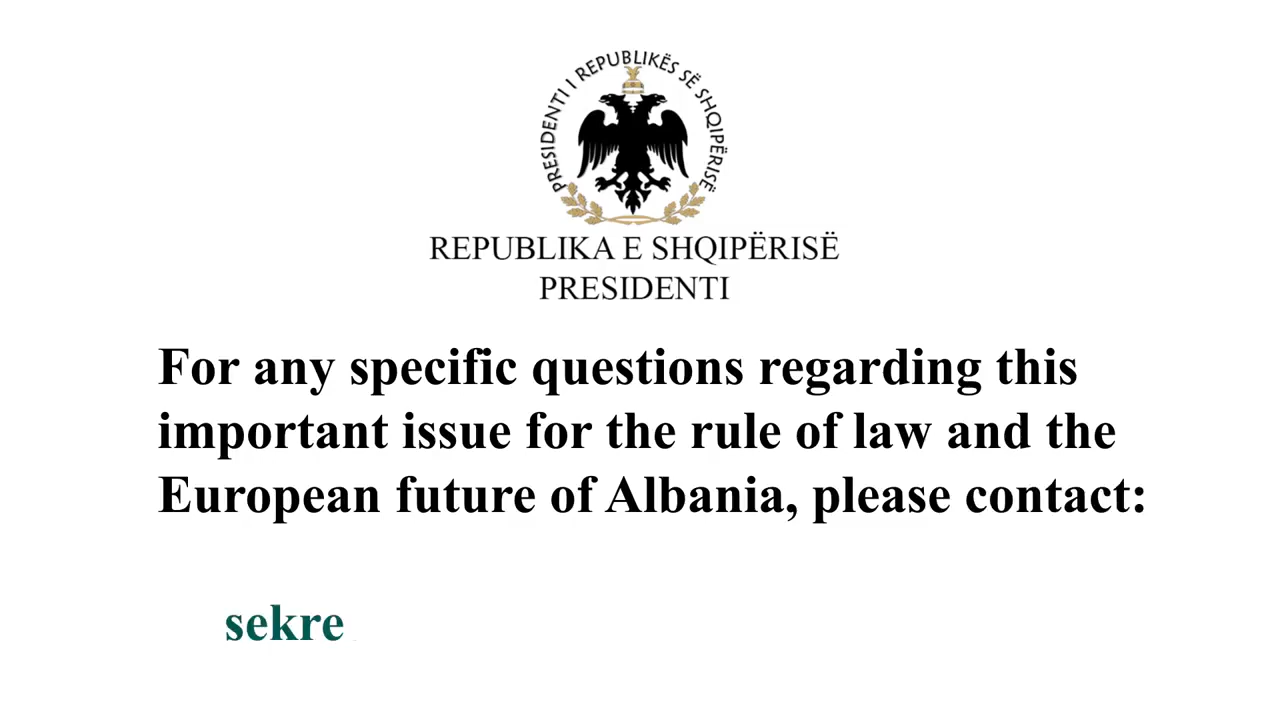 PRESIDENTI I REPUBLIKËS SË SHQIPËRISË
REPUBLIKA E SHQIPËRISË
PRESIDENTI
For any specific questions regarding this
important issue for the rule of law and the
European future of Albania, please contact:
sekre